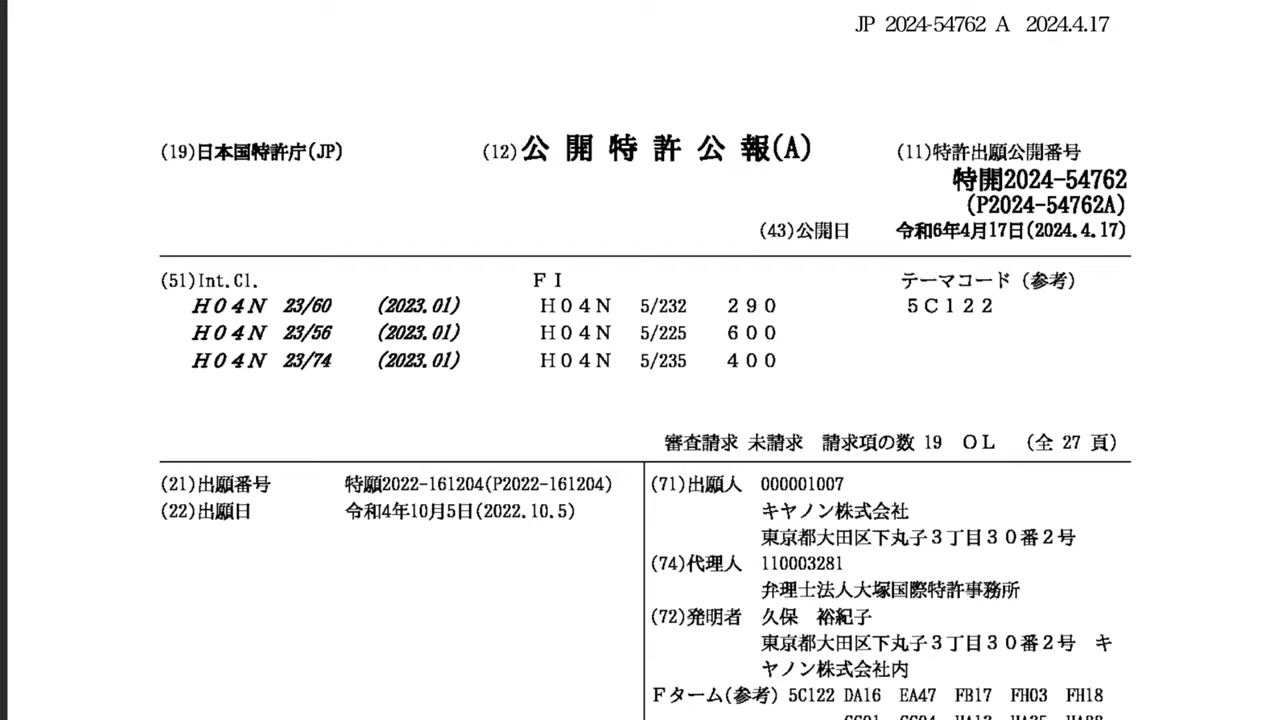 JP 2024-54762 A 2024.4.17
(19)日本国特許庁(JP) (12)公開特許公報(A) (11)特許出願公開番号
特開2024-54762
(P2024-54762A)
(43)公開日 令和6年4月17日(2024.4.17)
(51)Int.Cl. FI テーマコード（参考）
H04N 23/60 (2023.01) H04N 5/232 290 5C122
H04N 23/56 (2023.01) H04N 5/225 600
H04N 23/74 (2023.01) H04N 5/235 400
審査請求 未請求 請求項の数 19 OL （全 27 頁）
(21)出願番号 特願2022-161204(P2022-161204)
(22)出願日 令和4年10月5日(2022.10.5)
(71)出願人 000001007
キヤノン株式会社
東京都大田区下丸子３丁目３０番２号
(74)代理人 110003281
弁理士法人大塚国際特許事務所
(72)発明者 久保 裕紀子
東京都大田区下丸子３丁目３０番２号 キ
ヤノン株式会社内
Ｆターム(参考) 5C122 DA16 EA47 FB17 FH03 FH18